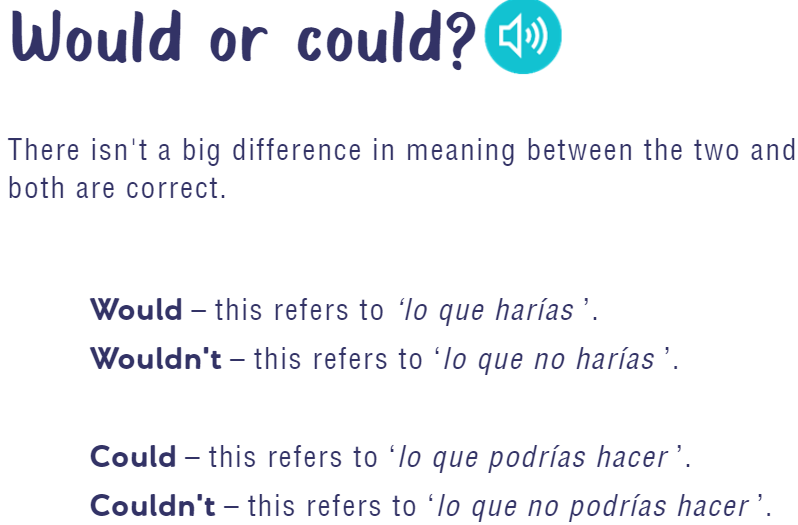 Would or could?
There isn't a big difference in meaning between the two and
both are correct.
Would – this refers to ‘lo que harías ’.
Wouldn't – this refers to ‘lo que no harías ’.
Could – this refers to ‘lo que podrías hacer ’.
Couldn't – this refers to ‘lo que no podrías hacer ’.